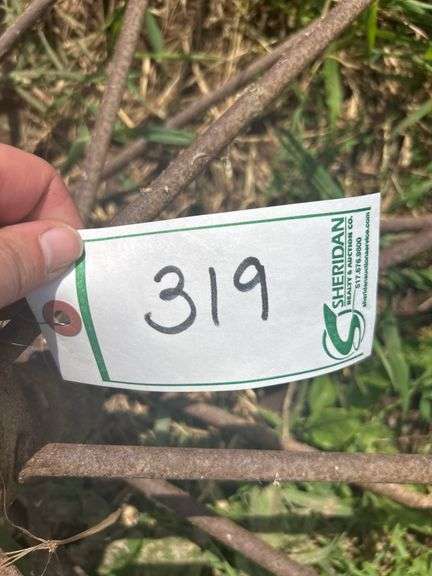 319
SHERIDAN
REALTY & AUCTION CO.
517.676.9800
sheridanauctionservice.com